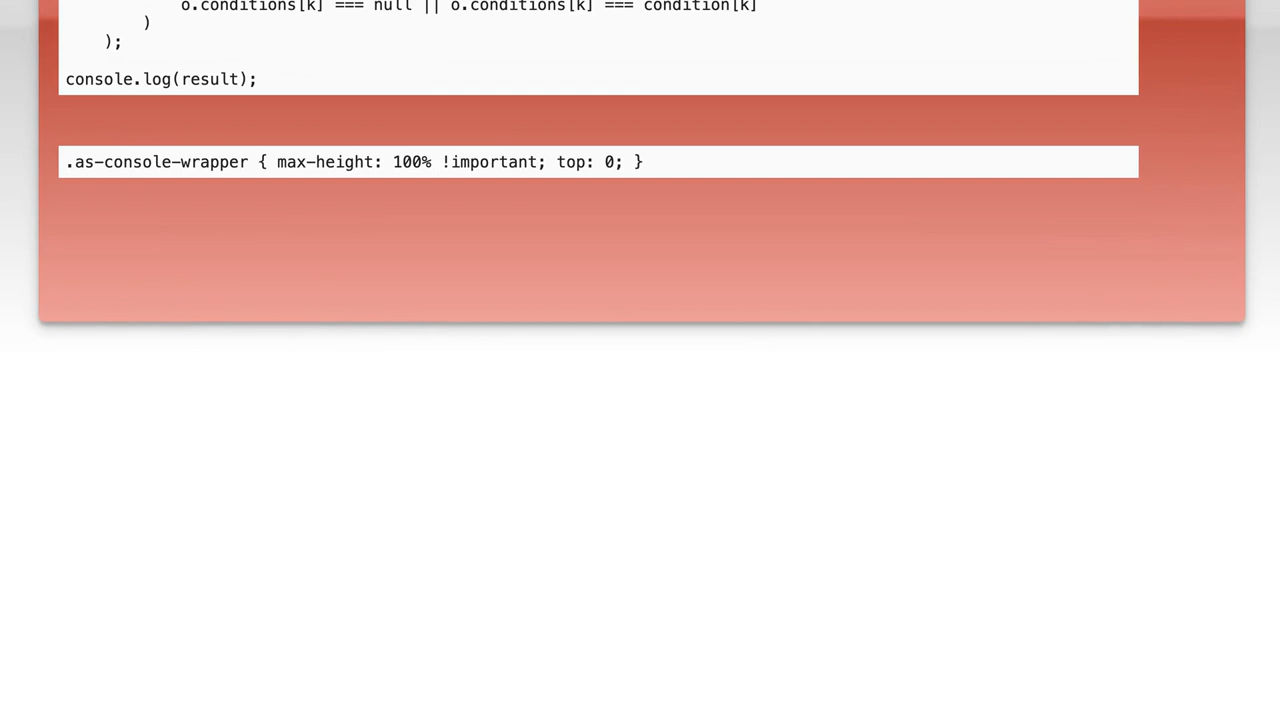 o.conditions[k] === null || o.conditions[k] === condition[k]
)
);
console.log(result);
.as-console-wrapper { max-height: 100% !important; top: 0; }